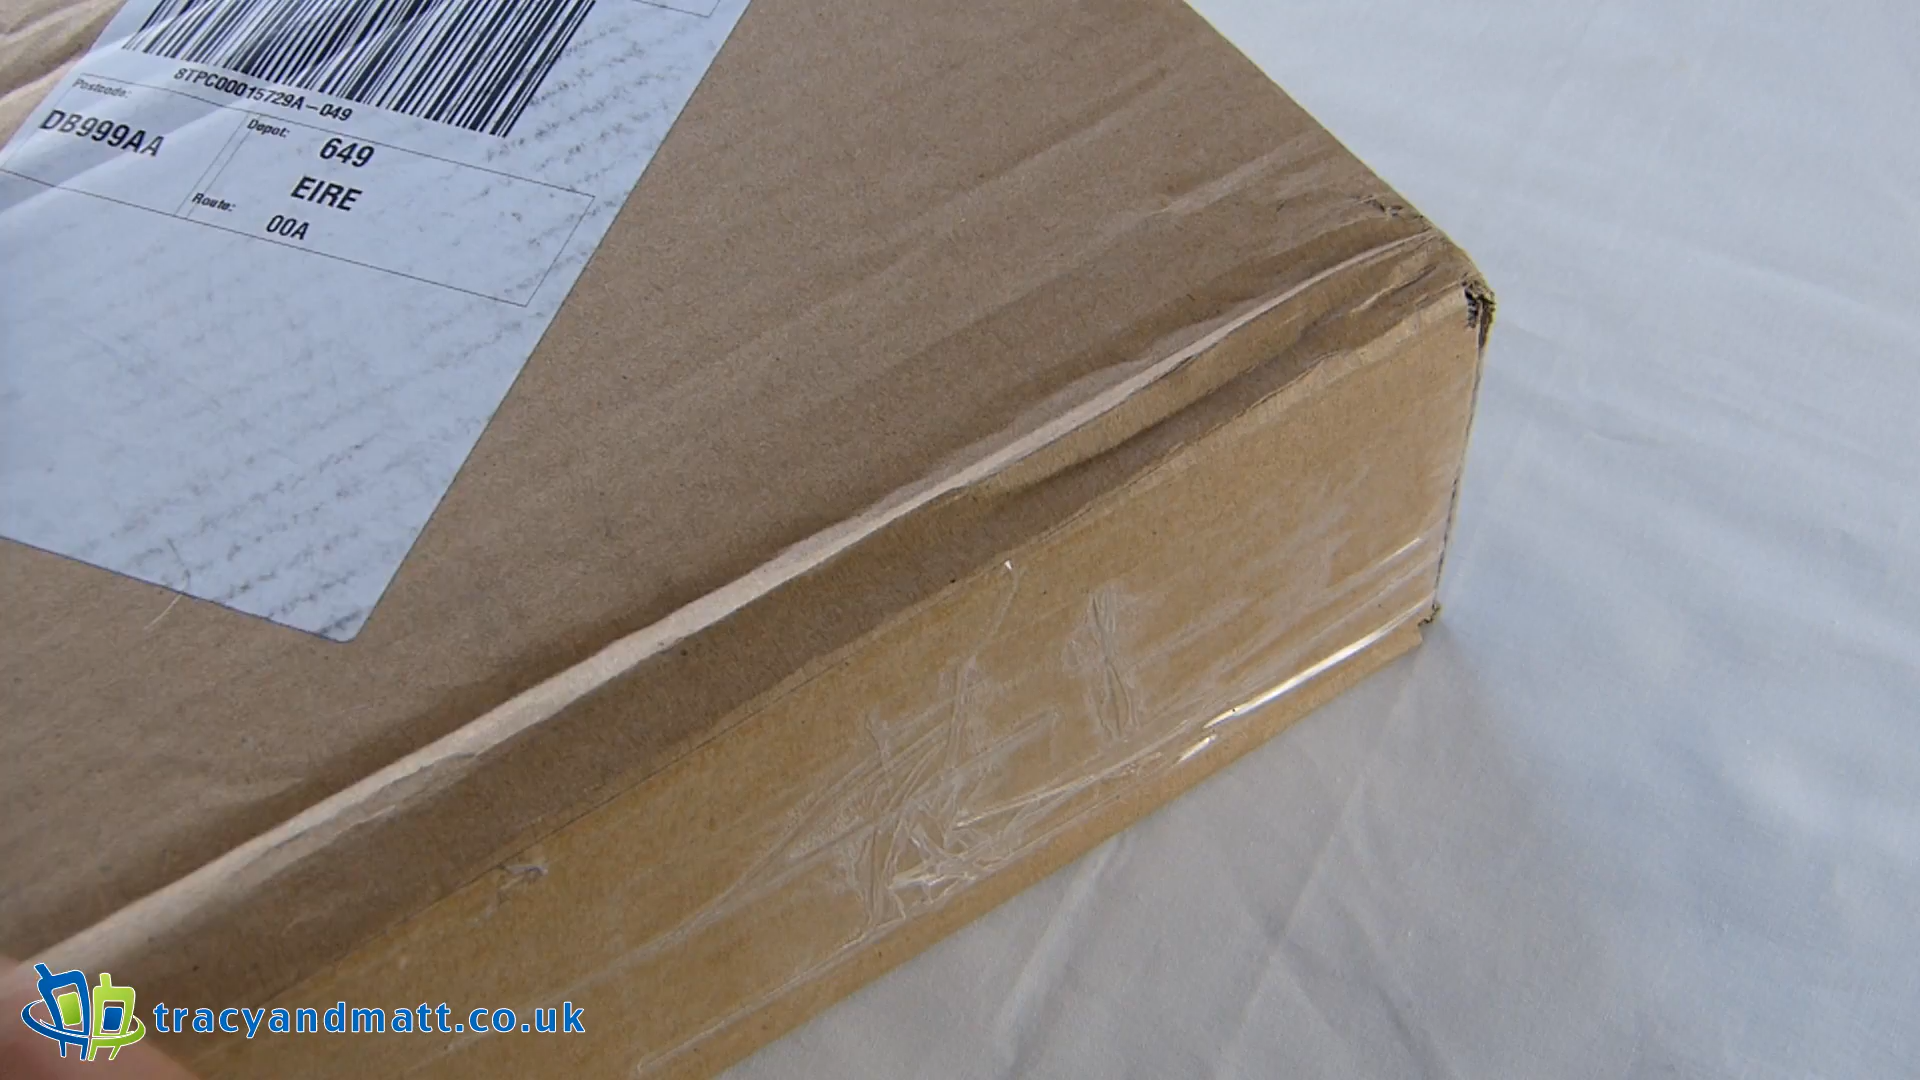 8TPC00015729A-049
Postcode:
DB999AA
Depot:
649
EIRE
Route:
00A
tracyandmatt.co.uk